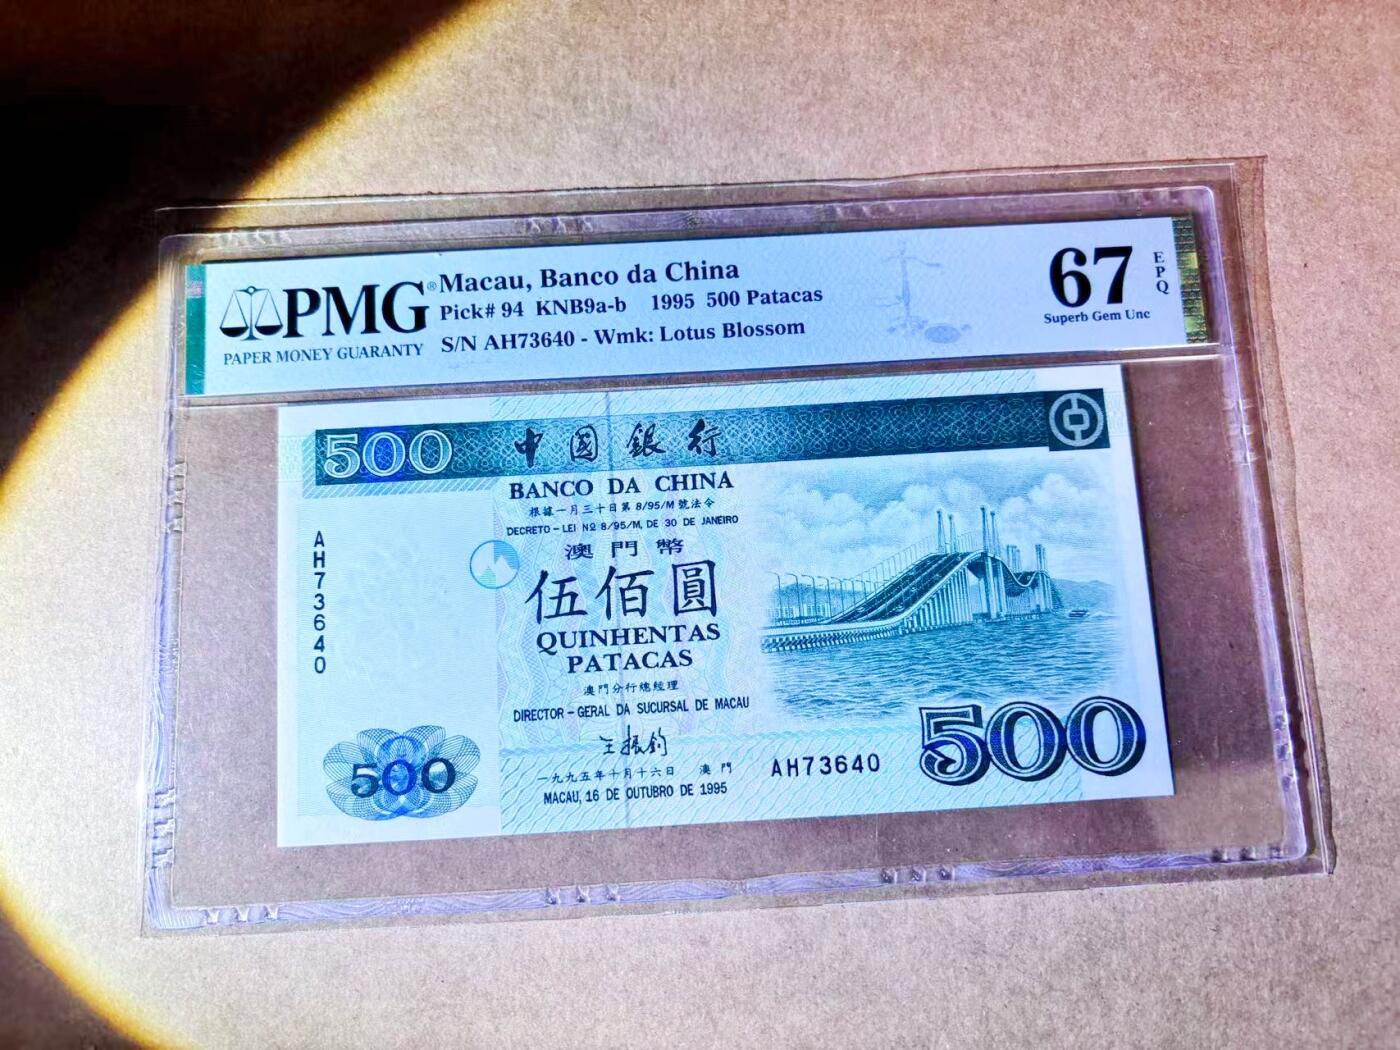 PMG®
PAPER MONEY GUARANTY
Macau, Banco da China
Pick# 94 KNB9a-b 1995 500 Patacas
S/N AH73640 - Wmk: Lotus Blossom
67
EPQ
Superb Gem Unc
500
中國銀行
BANCO DA CHINA
根據一月三十日第8/95/M號法令
DECRETO-LEI Nº 8/95/M, DE 30 DE JANEIRO
澳門幣
伍佰圓
QUINHENTAS
PATACAS
澳門分行總經理
DIRECTOR-GERAL DA SUCURSAL DE MACAU
王振鈞
一九九五年十月十六日 澳門
MACAU, 16 DE OUTUBRO DE 1995
AH73640
500
AH73640
500